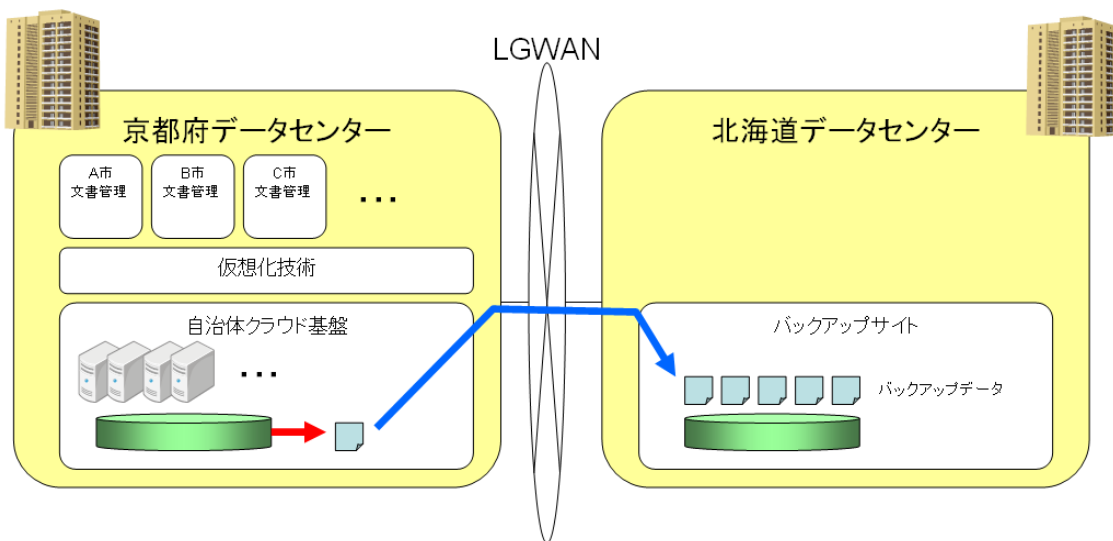 LGWAN
京都府データセンター
A市
文書管理
B市
文書管理
C市
文書管理
・・・
仮想化技術
自治体クラウド基盤
・・・
北海道データセンター
バックアップサイト
バックアップデータ